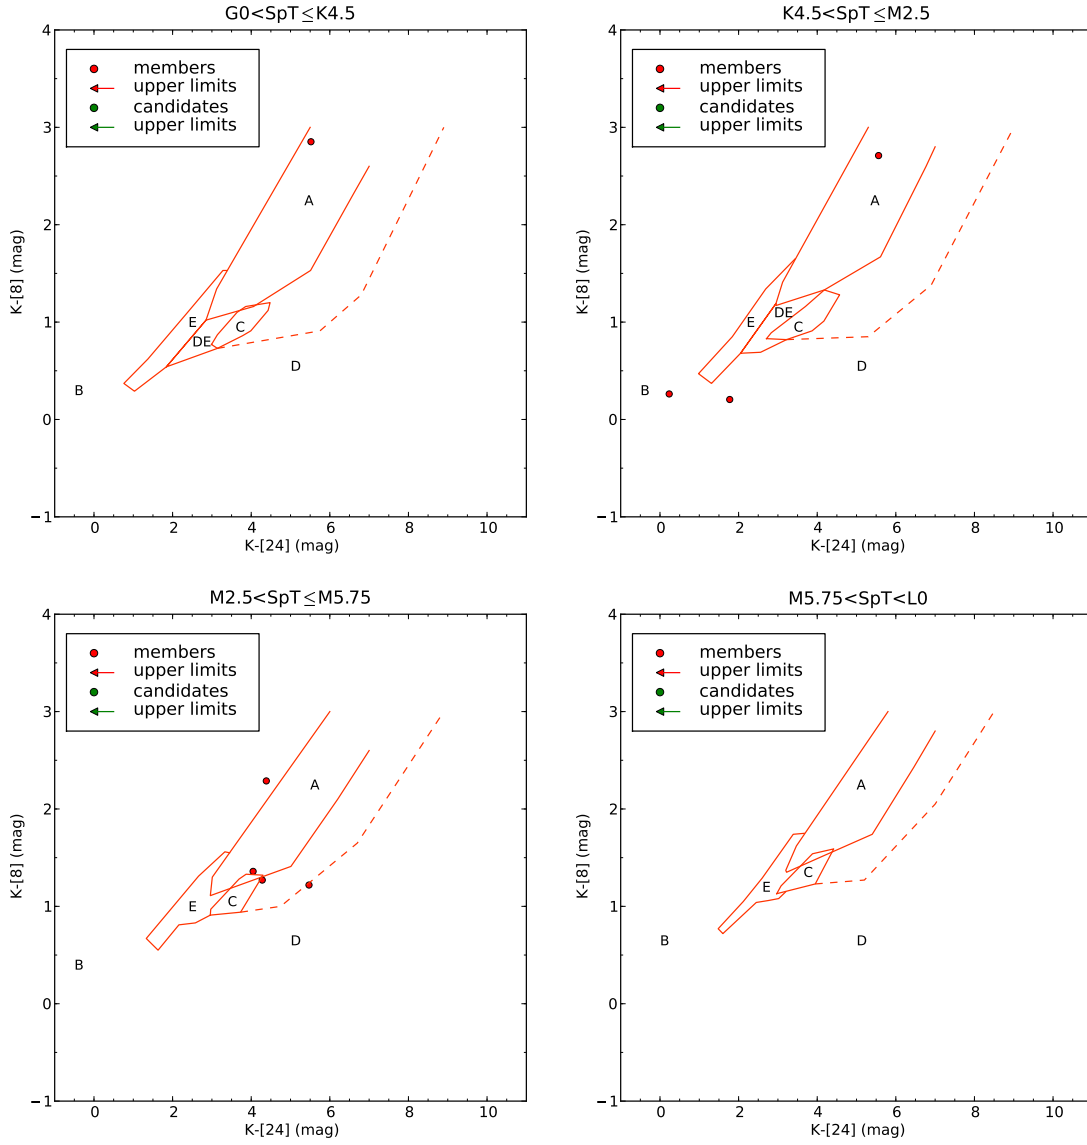 G0<SpT≤K4.5
4
3
2
1
0
−1
K-[8] (mag)
members
upper limits
candidates
upper limits
A
E
C
DE
D
B
0 2 4 6 8 10
K-[24] (mag)
K4.5<SpT≤M2.5
4
3
2
1
0
−1
K-[8] (mag)
members
upper limits
candidates
upper limits
A
DE
E
C
D
B
0 2 4 6 8 10
K-[24] (mag)
M2.5<SpT≤M5.75
4
3
2
1
0
−1
K-[8] (mag)
members
upper limits
candidates
upper limits
A
E
C
D
B
0 2 4 6 8 10
K-[24] (mag)
M5.75<SpT<L0
4
3
2
1
0
−1
K-[8] (mag)
members
upper limits
candidates
upper limits
A
C
E
B
D
0 2 4 6 8 10
K-[24] (mag)